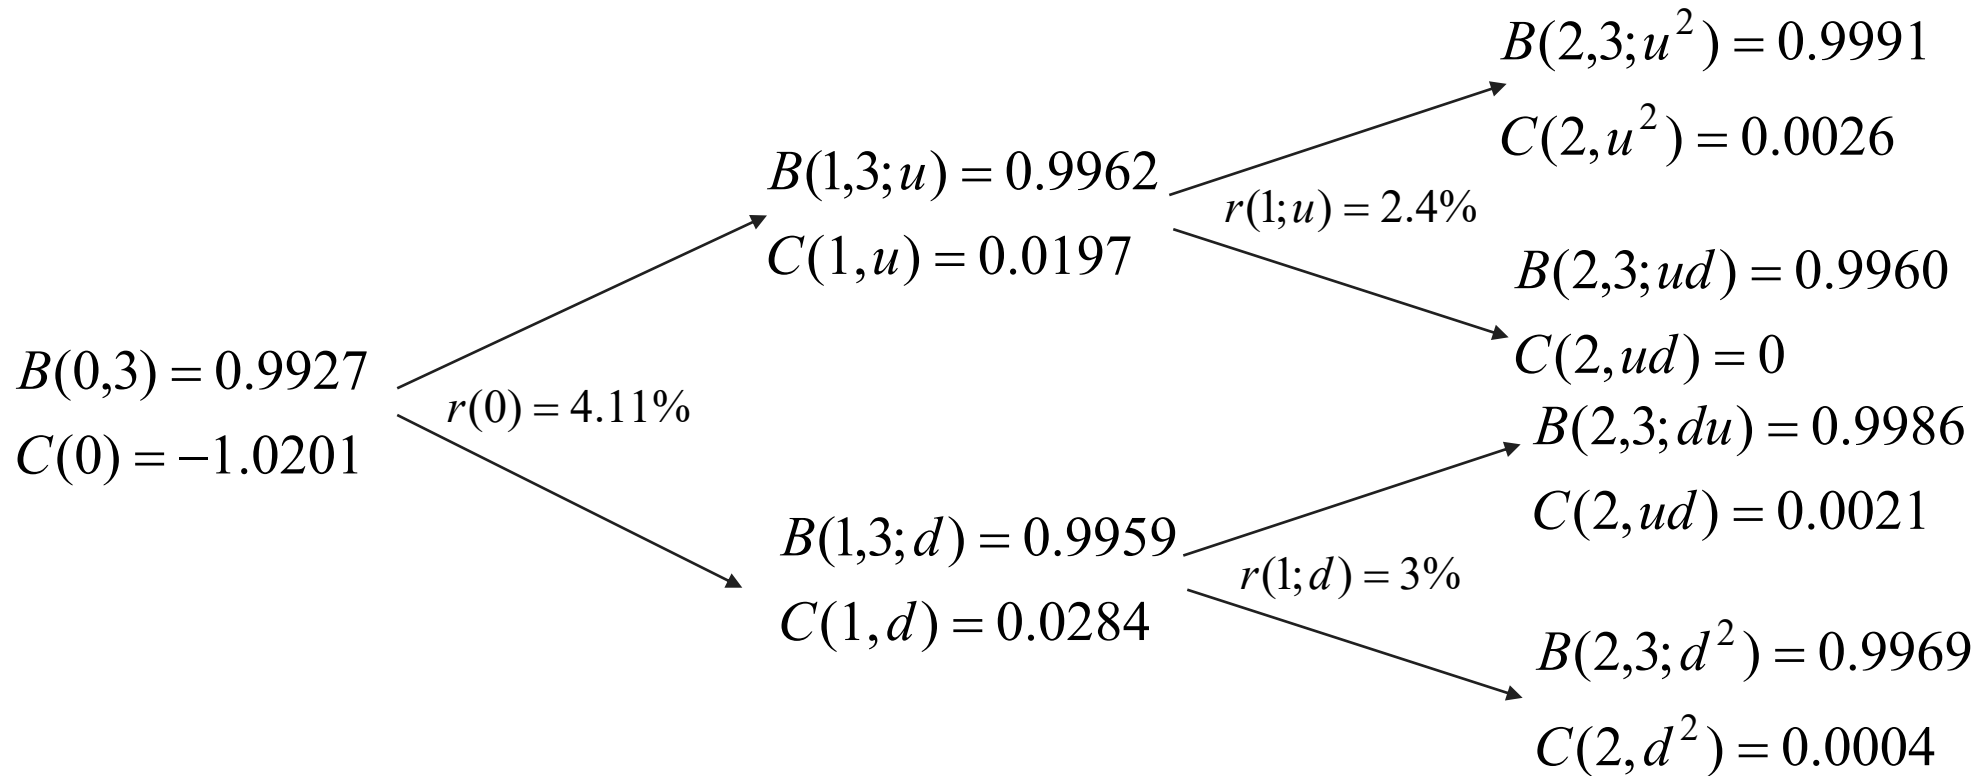 B(0,3) = 0.9927
C(0) = −1.0201
r(0) = 4.11%
B(1,3;u) = 0.9962
C(1,u) = 0.0197
r(1;u) = 2.4%
B(1,3;d) = 0.9959
C(1,d) = 0.0284
r(1;d) = 3%
B(2,3;u²) = 0.9991
C(2,u²) = 0.0026
B(2,3;ud) = 0.9960
C(2,ud) = 0
B(2,3;du) = 0.9986
C(2,ud) = 0.0021
B(2,3;d²) = 0.9969
C(2,d²) = 0.0004